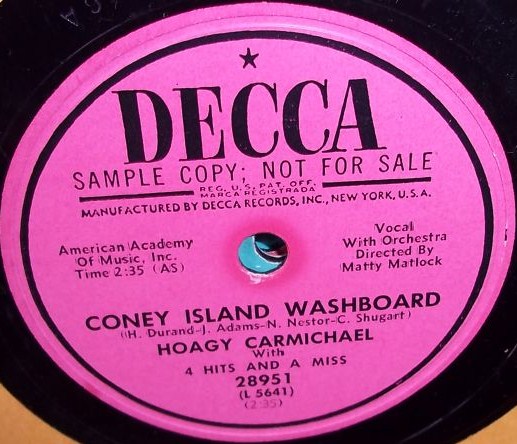 DECCA
SAMPLE COPY; NOT FOR SALE
REG. U.S. PAT. OFF.
MARCA REGISTRADA
MANUFACTURED BY DECCA RECORDS, INC., NEW YORK, U.S.A.
American Academy
Of Music, Inc.
Time 2:35 (AS)
Vocal
With Orchestra
Directed By
Matty Matlock
CONEY ISLAND WASHBOARD
(H. Durand-J. Adams-N. Nestor-C. Shugart)
HOAGY CARMICHAEL
With
4 HITS AND A MISS
28951
(L 5641)
(2:35)